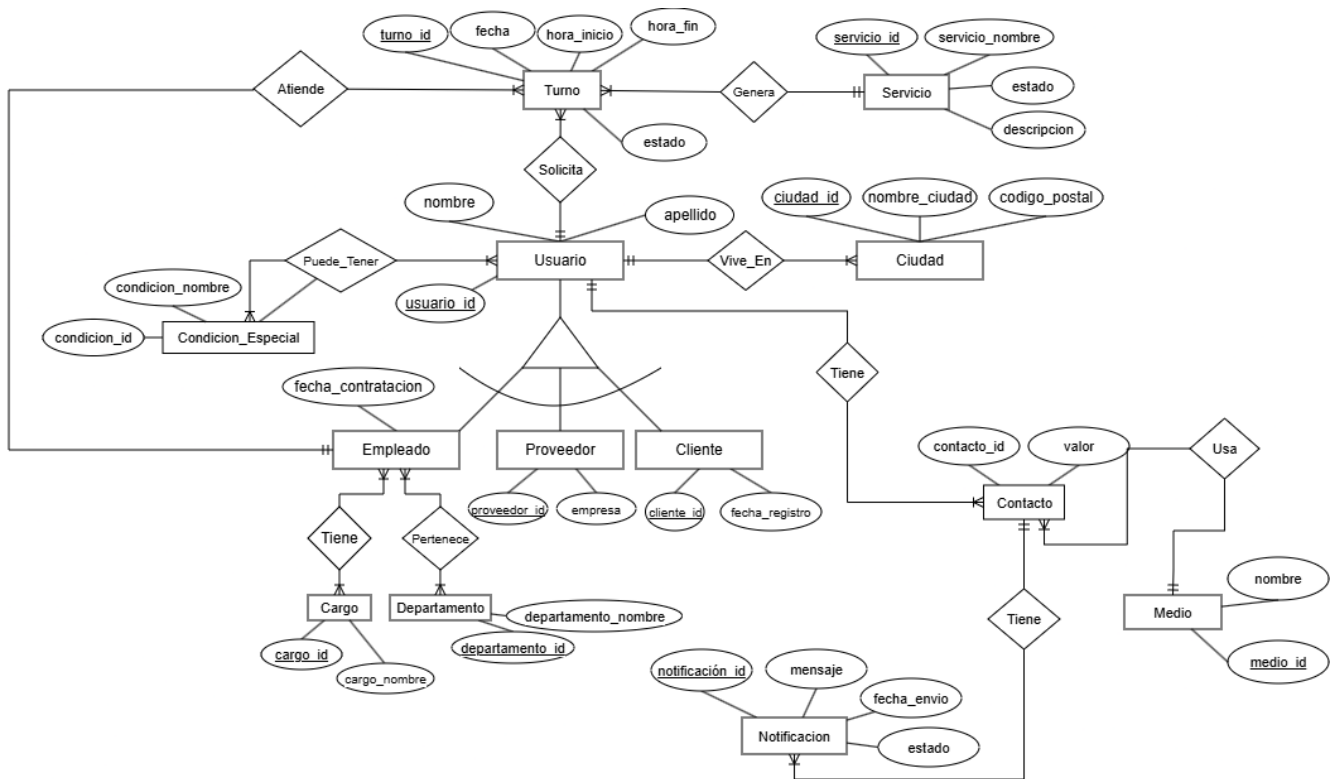 turno_id
fecha
hora_inicio
hora_fin
servicio_id
servicio_nombre
Atiende
Turno
Genera
Servicio
estado
descripcion
estado
Solicita
nombre
apellido
ciudad_id
nombre_ciudad
codigo_postal
Puede_Tener
Usuario
Vive_En
Ciudad
condicion_nombre
usuario_id
condicion_id
Condicion_Especial
Tiene
fecha_contratacion
Empleado
Proveedor
Cliente
contacto_id
valor
Usa
proveedor_id
empresa
cliente_id
fecha_registro
Contacto
Tiene
Pertenece
nombre
Cargo
Departamento
departamento_nombre
Tiene
Medio
cargo_id
departamento_id
cargo_nombre
notificación_id
mensaje
medio_id
fecha_envio
Notificacion
estado